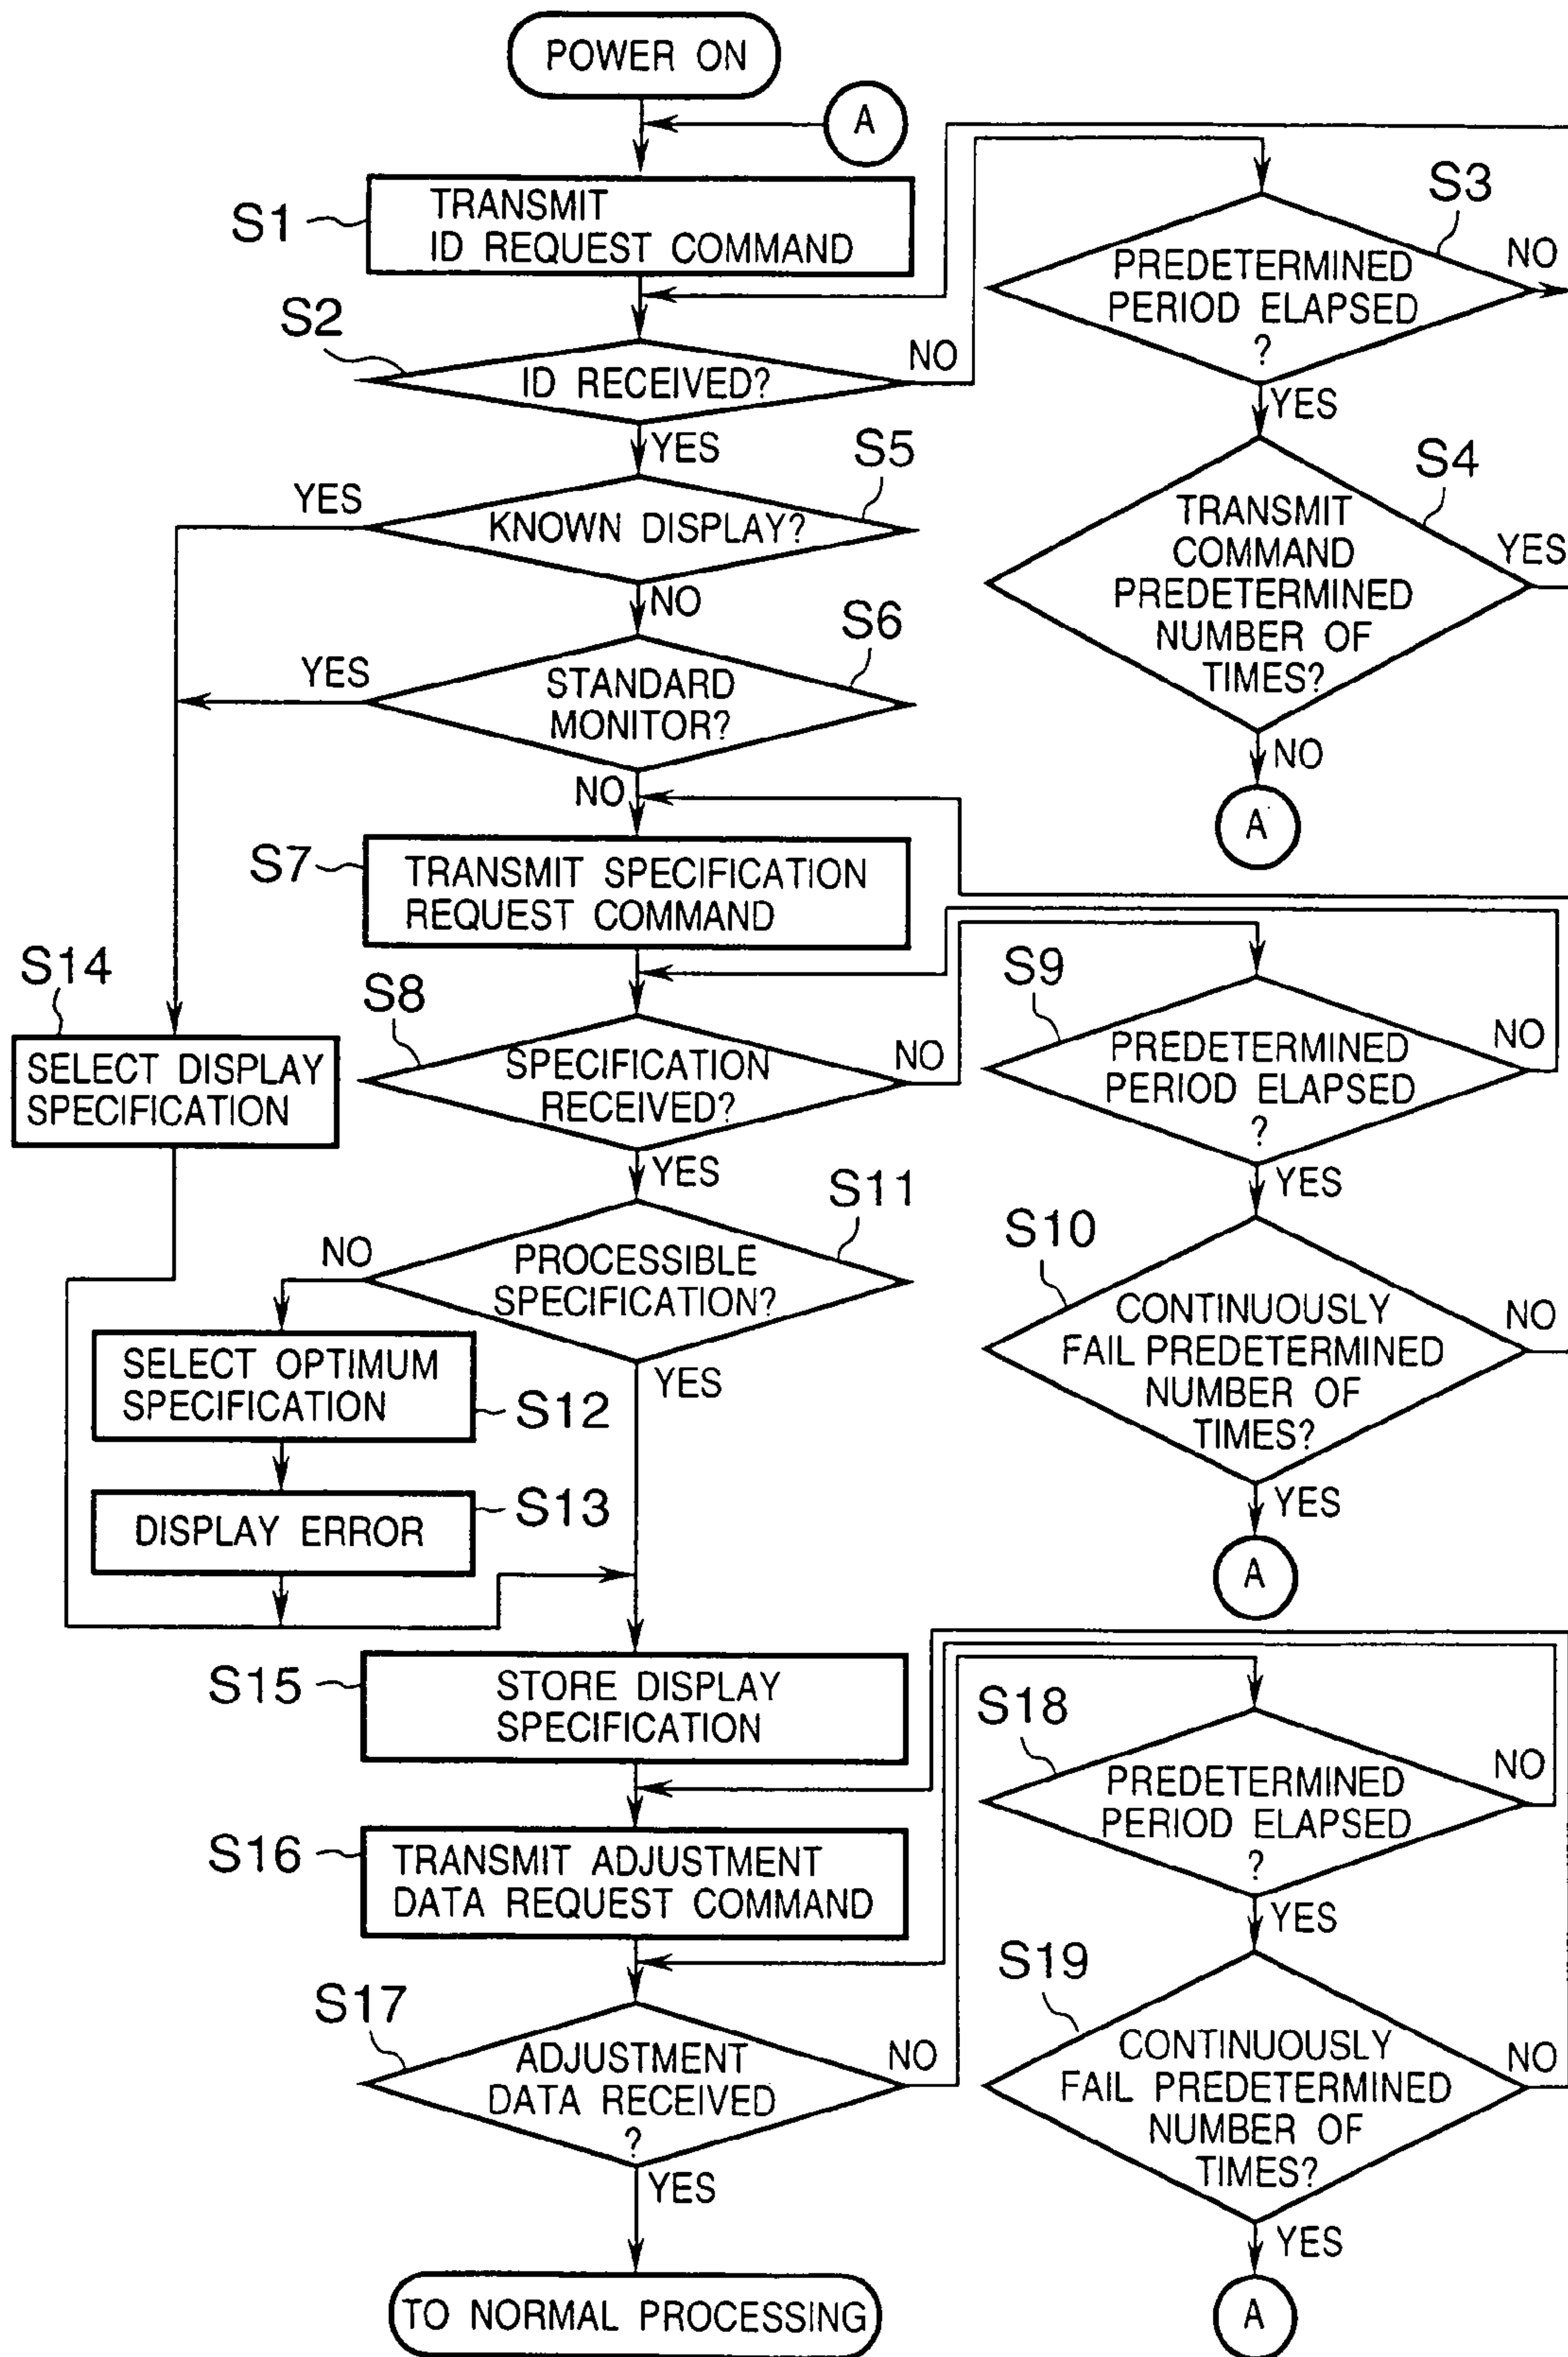 POWER ON
A
S1
TRANSMIT
ID REQUEST COMMAND
S2
ID RECEIVED?
NO
YES
S3
PREDETERMINED
PERIOD ELAPSED
?
NO
YES
S4
TRANSMIT
COMMAND
PREDETERMINED
NUMBER OF
TIMES?
YES
NO
A
S5
KNOWN DISPLAY?
YES
NO
S6
STANDARD
MONITOR?
YES
NO
S7
TRANSMIT SPECIFICATION
REQUEST COMMAND
S14
SELECT DISPLAY
SPECIFICATION
S8
SPECIFICATION
RECEIVED?
NO
YES
S9
PREDETERMINED
PERIOD ELAPSED
?
NO
YES
S10
CONTINUOUSLY
FAIL PREDETERMINED
NUMBER OF
TIMES?
NO
YES
A
S11
PROCESSIBLE
SPECIFICATION?
NO
YES
SELECT OPTIMUM
SPECIFICATION
S12
DISPLAY ERROR
S13
S15
STORE DISPLAY
SPECIFICATION
S16
TRANSMIT ADJUSTMENT
DATA REQUEST COMMAND
S17
ADJUSTMENT
DATA RECEIVED
?
NO
YES
S18
PREDETERMINED
PERIOD ELAPSED
?
NO
YES
S19
CONTINUOUSLY
FAIL PREDETERMINED
NUMBER OF
TIMES?
NO
YES
A
TO NORMAL PROCESSING